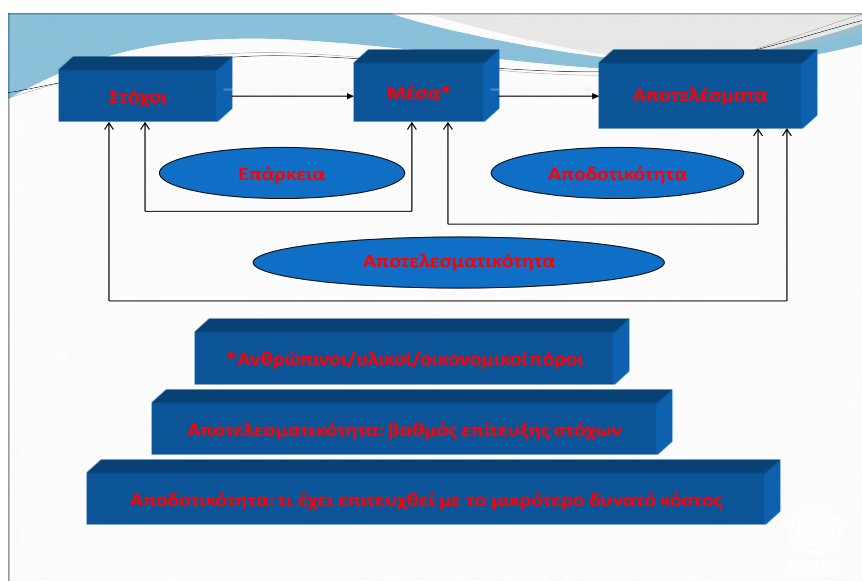 Στόχοι
Μέσα*
Αποτελέσματα
Επάρκεια
Αποδοτικότητα
Αποτελεσματικότητα
*Ανθρώπινοι/υλικοί/οικονομικοί πόροι
Αποτελεσματικότητα: βαθμός επίτευξης στόχων
Αποδοτικότητα: τι έχει επιτευχθεί με το μικρότερο δυνατό κόστος